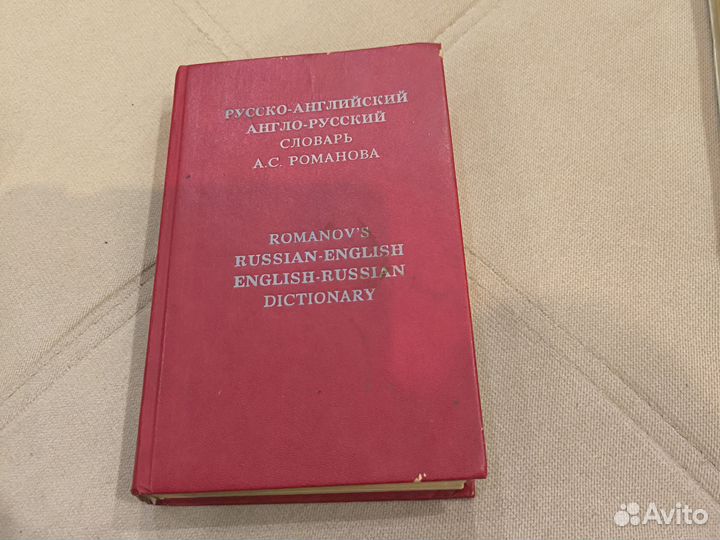 РУССКО-АНГЛИЙСКИЙ
АНГЛО-РУССКИЙ
СЛОВАРЬ
А.С. РОМАНОВА
ROMANOV'S
RUSSIAN-ENGLISH
ENGLISH-RUSSIAN
DICTIONARY
Avito